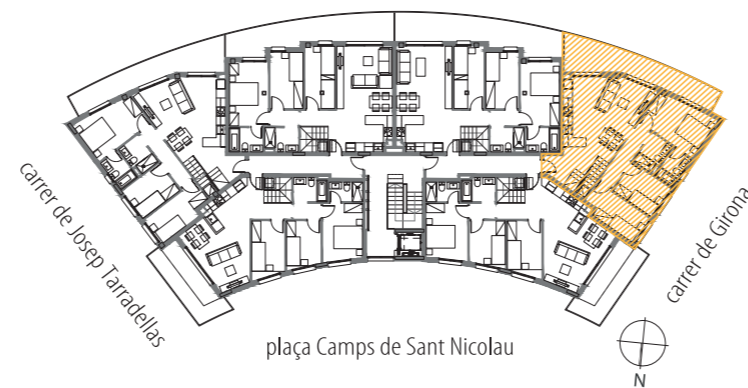 carrer de Josep Tarradellas
carrer de Girona
plaça Camps de Sant Nicolau
N